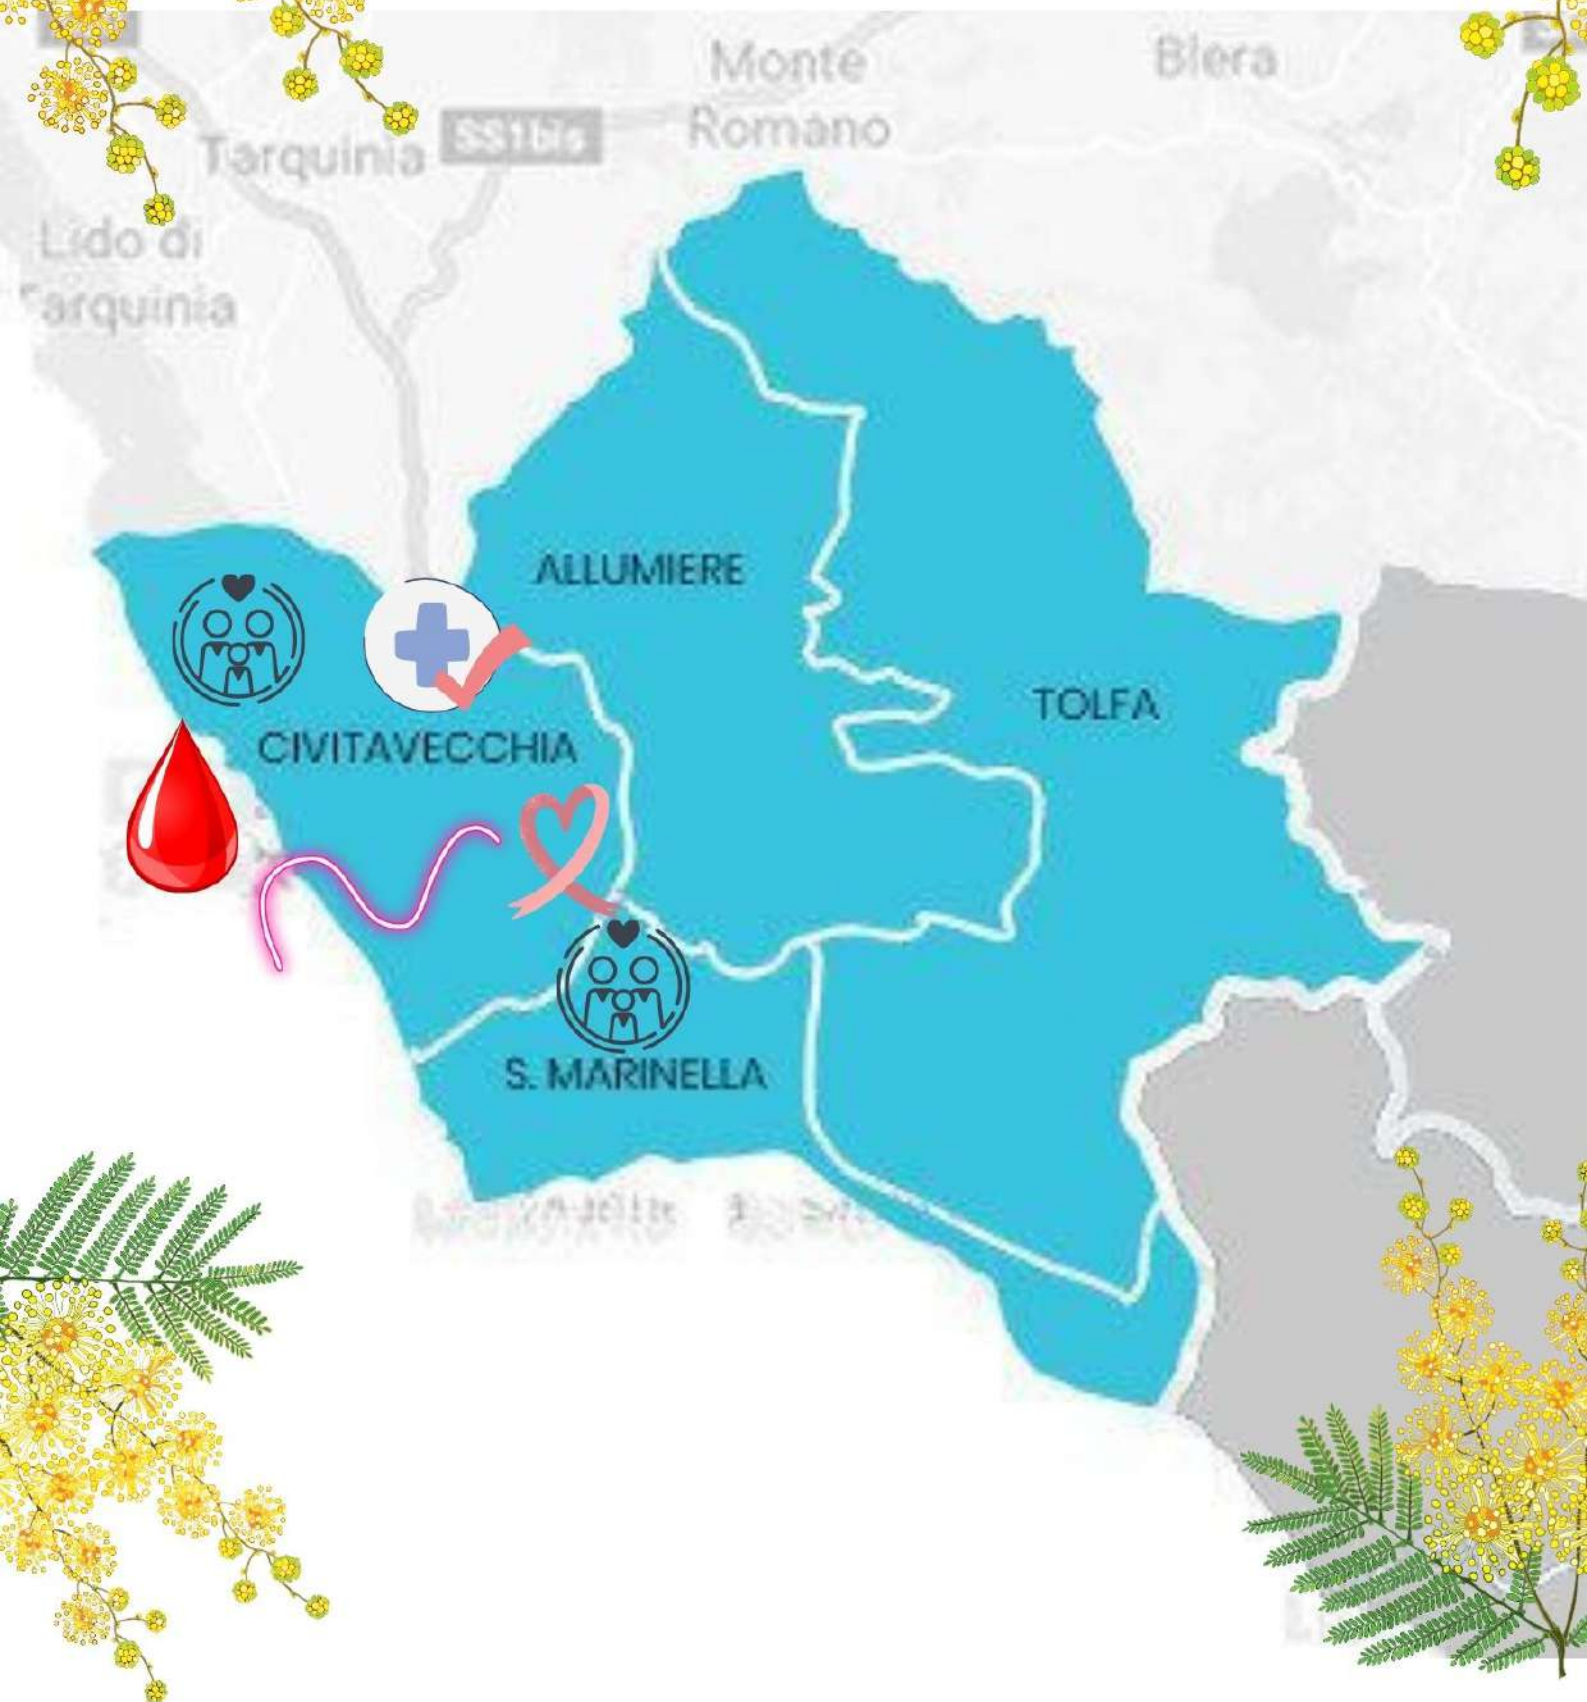 Monte
Romano
Blera
Tarquinia
SS1bis
Lido di
Tarquinia
ALLUMIERE
TOLFA
CIVITAVECCHIA
S. MARINELLA